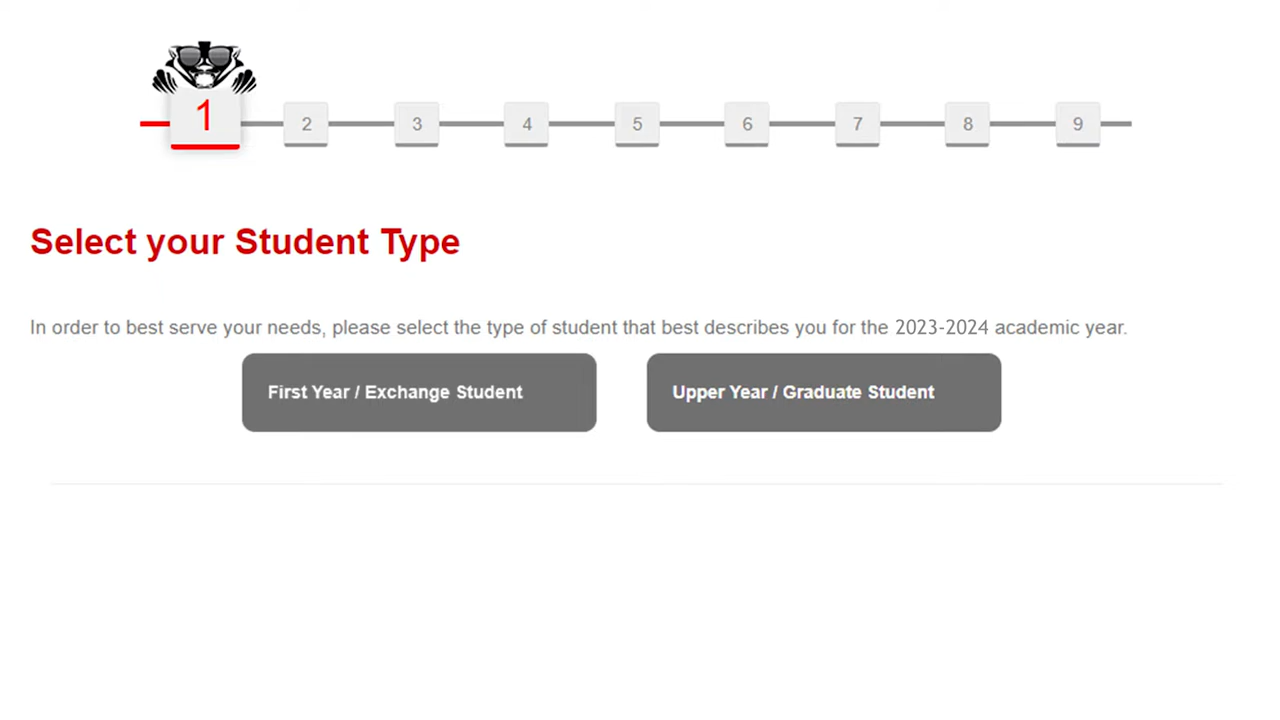 1 2 3 4 5 6 7 8 9
Select your Student Type
In order to best serve your needs, please select the type of student that best describes you for the 2023-2024 academic year.
First Year / Exchange Student Upper Year / Graduate Student